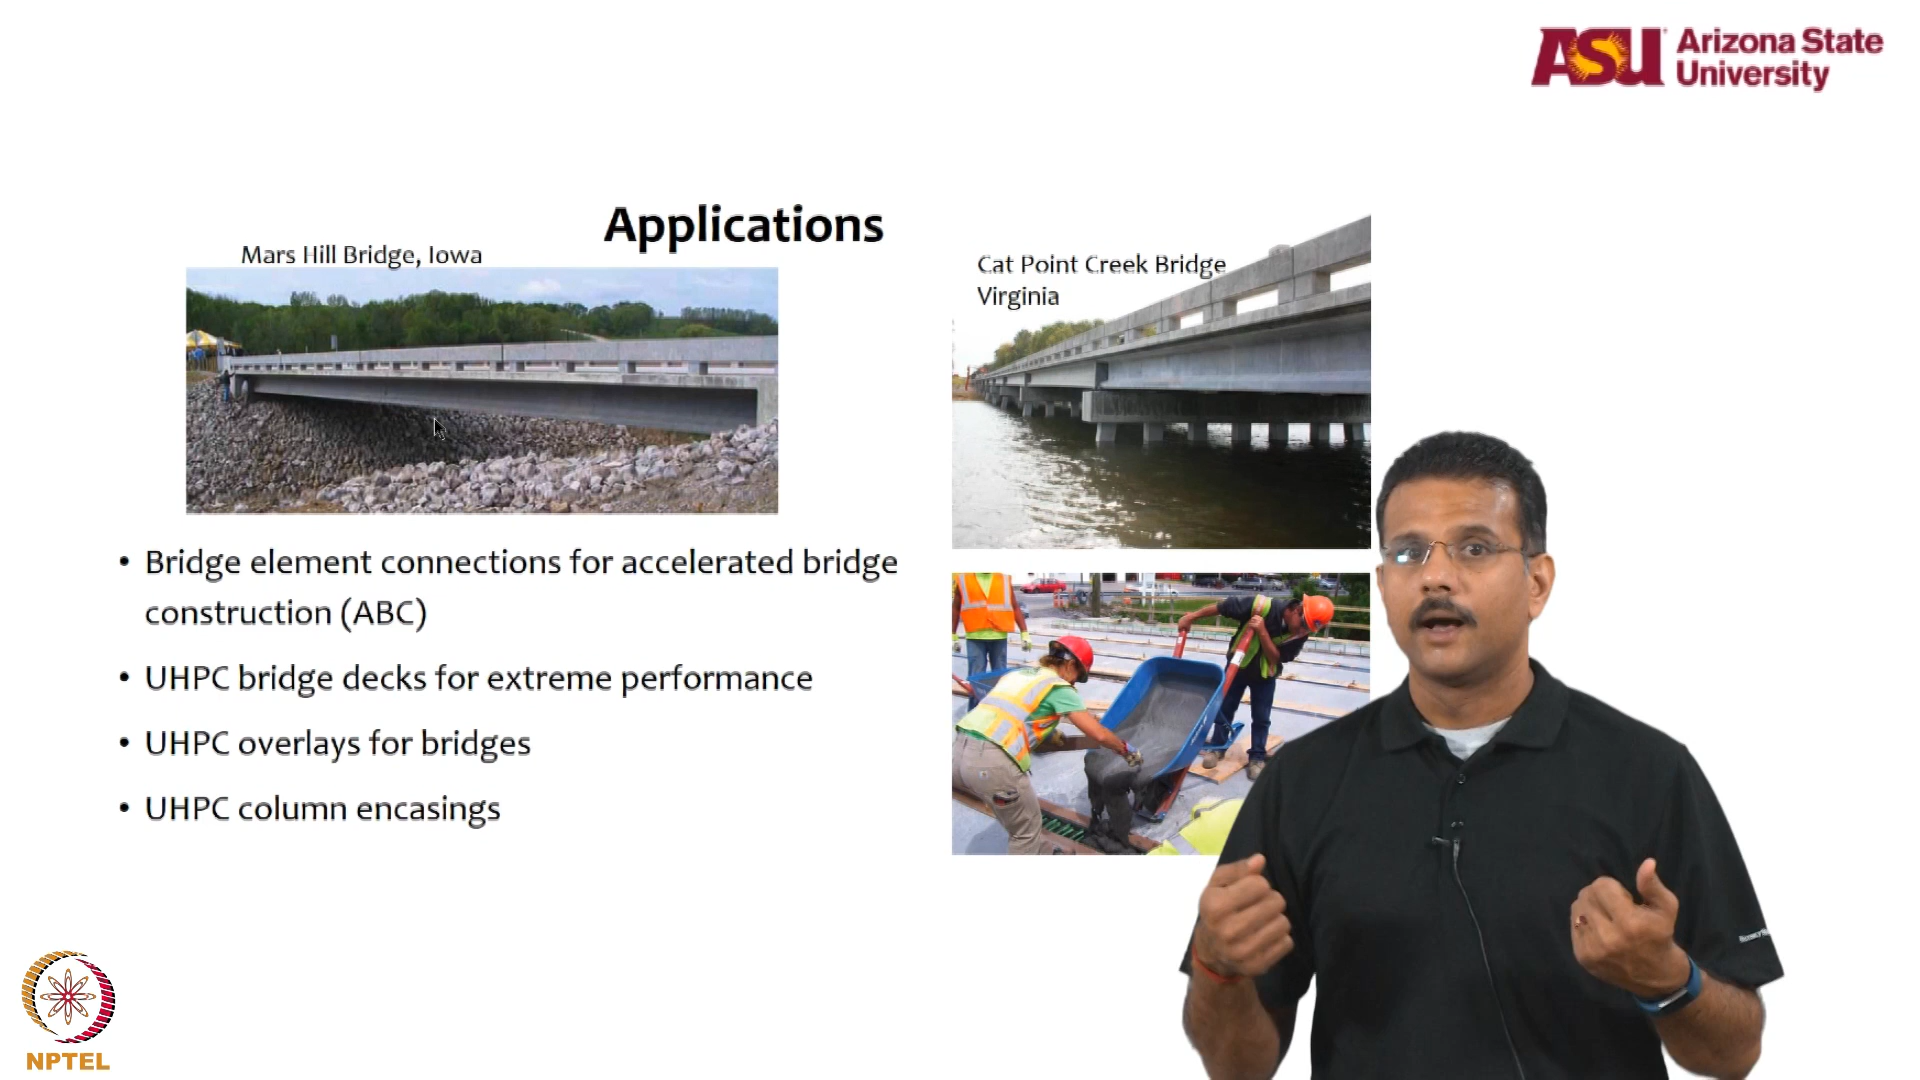 ASU Arizona State
University
Applications
Mars Hill Bridge, Iowa
Cat Point Creek Bridge
Virginia
• Bridge element connections for accelerated bridge
construction (ABC)
• UHPC bridge decks for extreme performance
• UHPC overlays for bridges
• UHPC column encasings
NPTEL